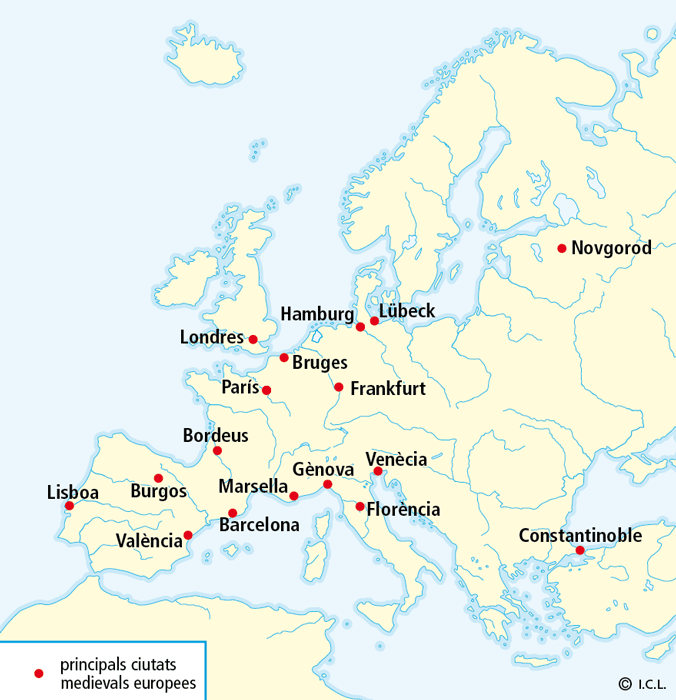 Novgorod
Hamburg
Lübeck
Londres
Bruges
París
Frankfurt
Bordeus
Venècia
Gènova
Marsella
Burgos
Lisboa
Florència
Barcelona
València
Constantinoble
principals ciutats
medievals europees
© I.C.L.